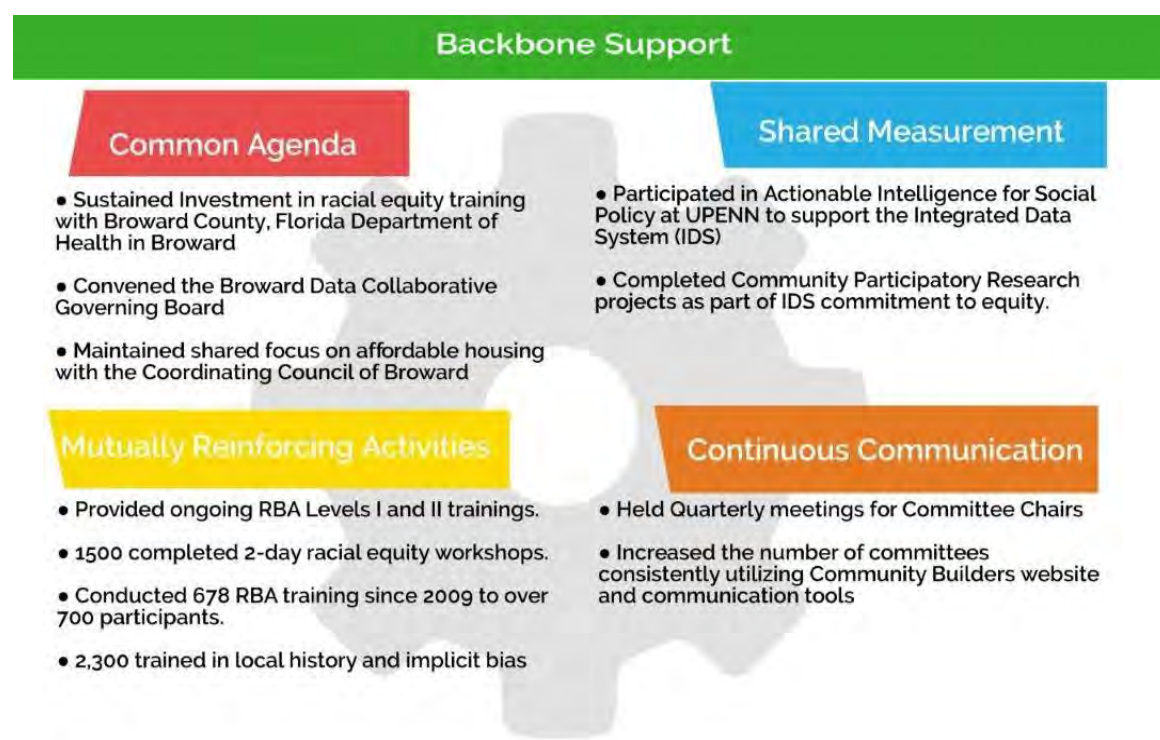 Backbone Support
Common Agenda
● Sustained Investment in racial equity training
with Broward County, Florida Department of
Health in Broward
● Convened the Broward Data Collaborative
Governing Board
● Maintained shared focus on affordable housing
with the Coordinating Council of Broward
Shared Measurement
● Participated in Actionable Intelligence for Social
Policy at UPENN to support the Integrated Data
System (IDS)
● Completed Community Participatory Research
projects as part of IDS commitment to equity.
Mutually Reinforcing Activities
● Provided ongoing RBA Levels I and II trainings.
● 1500 completed 2-day racial equity workshops.
● Conducted 678 RBA training since 2009 to over
700 participants.
● 2,300 trained in local history and implicit bias
Continuous Communication
● Held Quarterly meetings for Committee Chairs
● Increased the number of committees
consistently utilizing Community Builders website
and communication tools